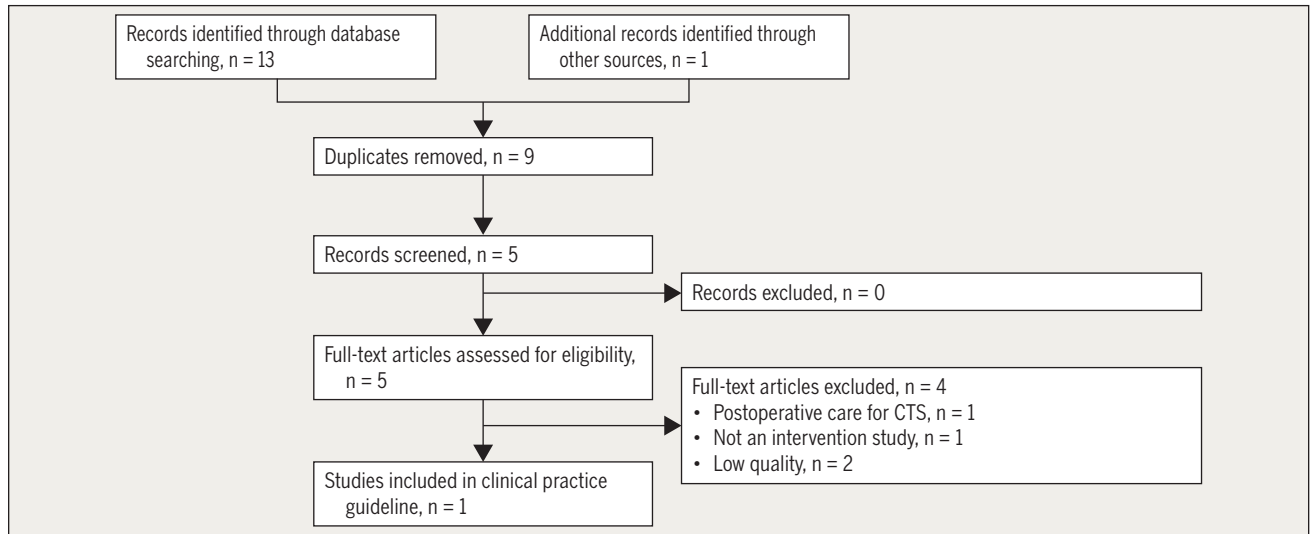 Records identified through database
searching, n = 13
Additional records identified through
other sources, n = 1
Duplicates removed, n = 9
Records screened, n = 5
Records excluded, n = 0
Full-text articles assessed for eligibility,
n = 5
Full-text articles excluded, n = 4
• Postoperative care for CTS, n = 1
• Not an intervention study, n = 1
• Low quality, n = 2
Studies included in clinical practice
guideline, n = 1